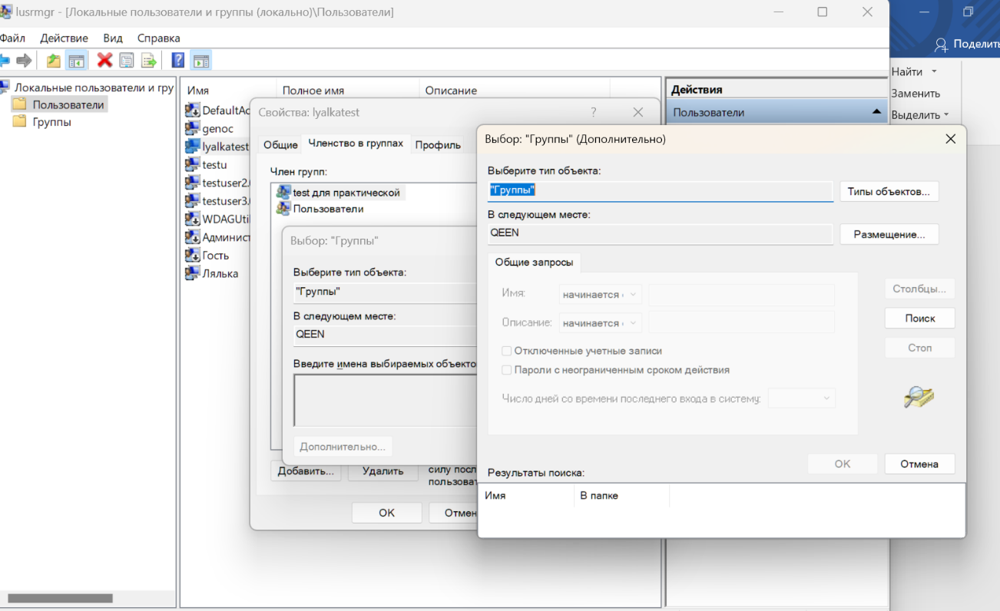 lusrmgr - [Локальные пользователи и группы (локально)\Пользователи]
Файл Действие Вид Справка
Поделить
Найти
Заменить
Выделить
Локальные пользователи и гру
Пользователи
Группы
Имя Полное имя Описание
DefaultAc
genoc
lyalkatest
testu
testuser2.
testuser3.
WDAGUti
Админист
Гость
Лялька
Действия
Пользователи
Свойства: lyalkatest ?
Общие Членство в группах Профиль
Член групп:
test для практической
Пользователи
Добавить... Удалить
силу посл
пользоват
OK Отмен
Выбор: "Группы"
Выберите тип объекта:
"Группы"
В следующем месте:
QEEN
Введите имена выбираемых объекто
Дополнительно...
Выбор: "Группы" (Дополнительно)
Выберите тип объекта:
"Группы" Типы объектов...
В следующем месте:
QEEN Размещение...
Общие запросы
Имя: начинается
Описание: начинается
Отключенные учетные записи
Пароли с неограниченным сроком действия
Число дней со времени последнего входа в систему:
Столбцы...
Поиск
Стоп
OK Отмена
Результаты поиска:
Имя В папке